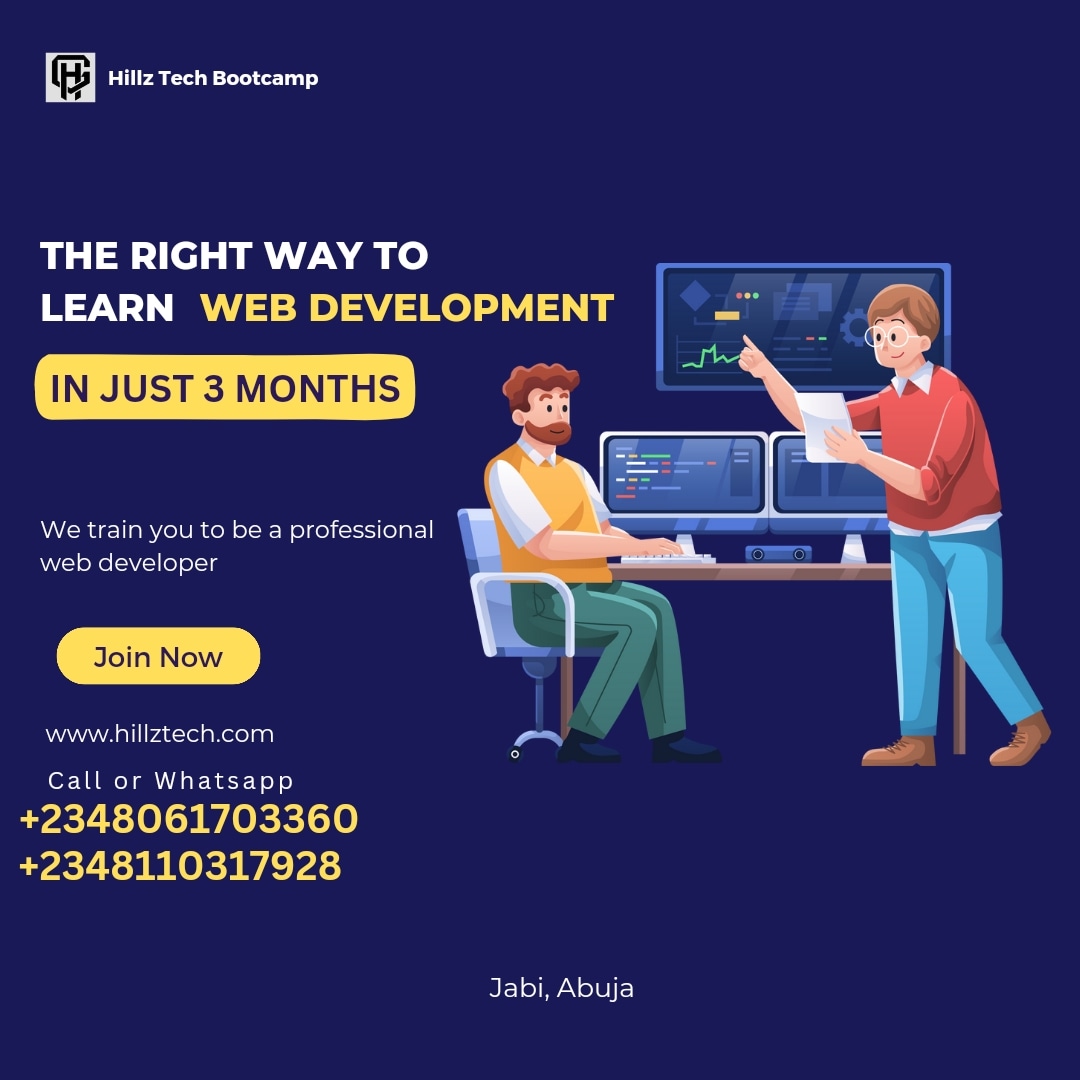 Hillz Tech Bootcamp
THE RIGHT WAY TO
LEARN WEB DEVELOPMENT
IN JUST 3 MONTHS
We train you to be a professional
web developer
Join Now
www.hillztech.com
Call or Whatsapp
+2348061703360
+2348110317928
Jabi, Abuja